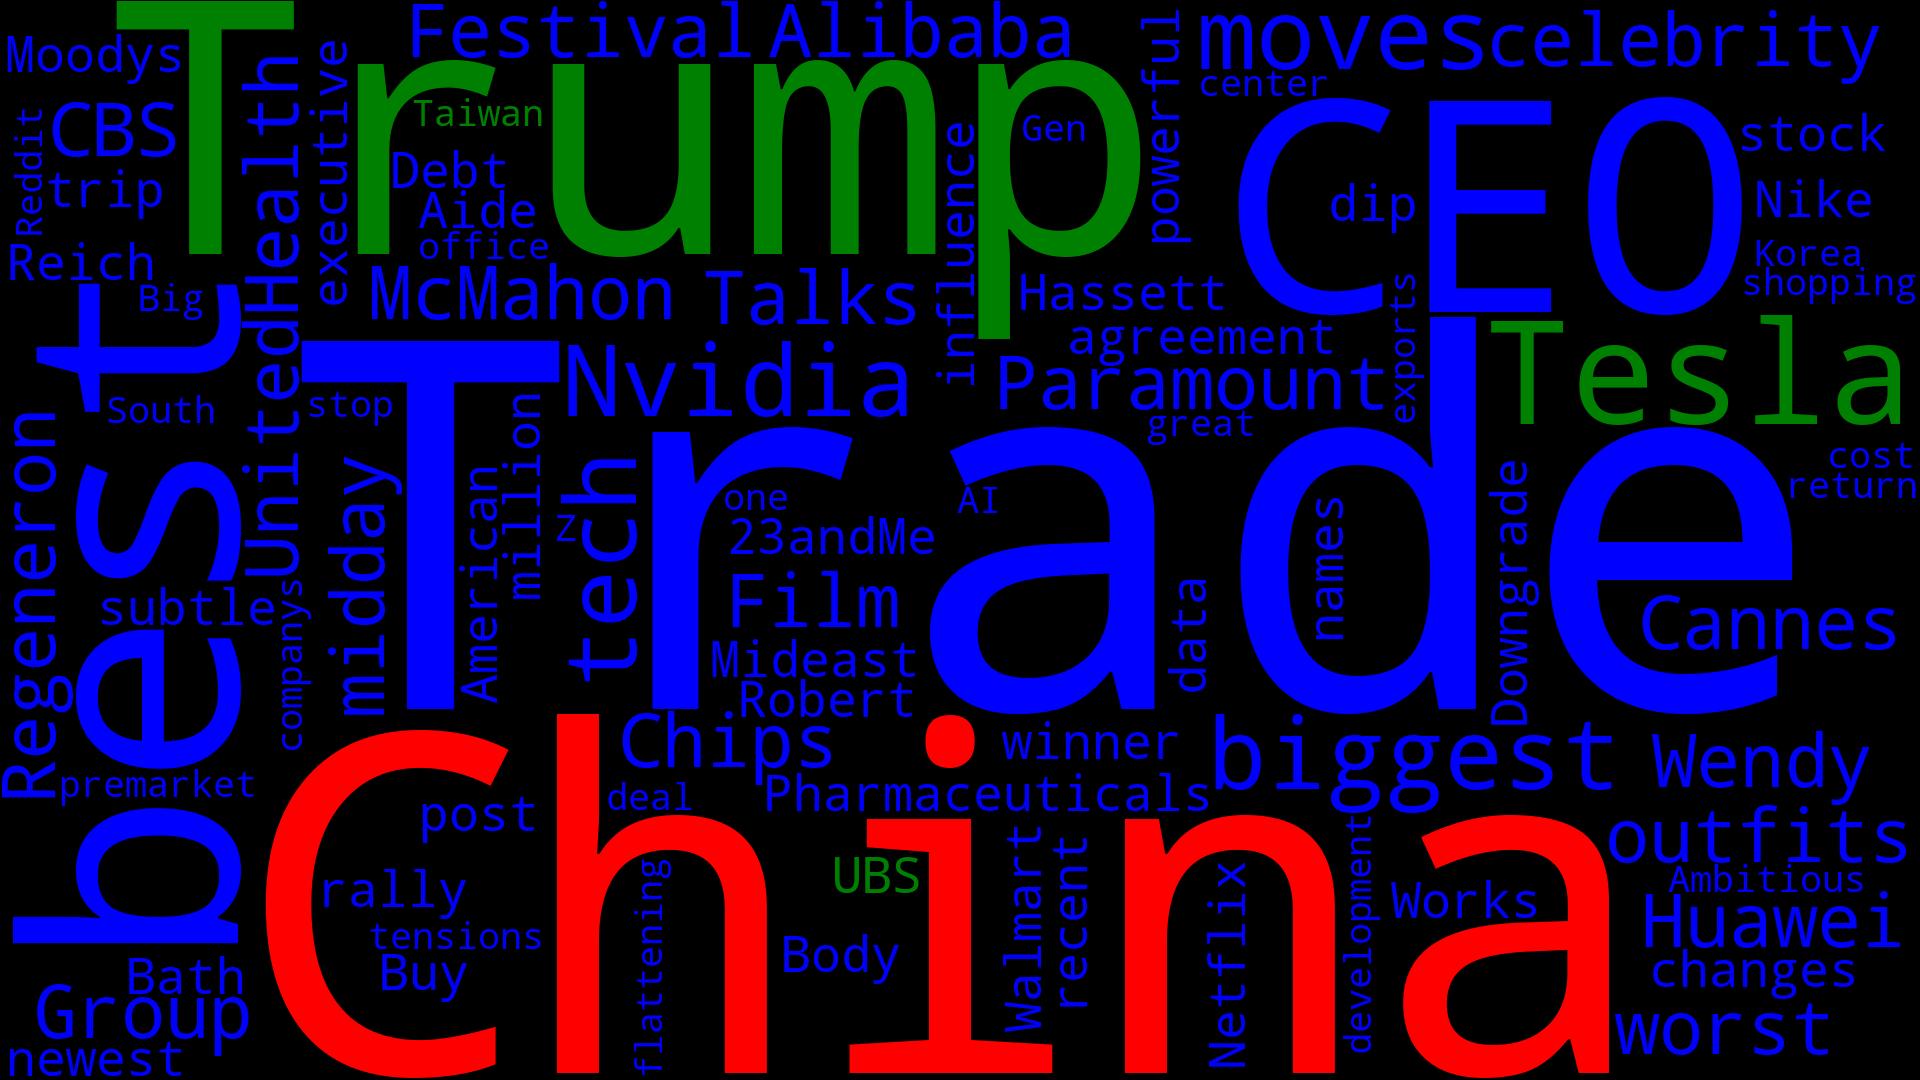 Trump
Festival
Alibaba
moves
celebrity
Moodys
CBS
Reddit
trip
Reich
Big
UnitedHealth
executive
Taiwan
Debt
Aide
office
McMahon
Talks
influence
Gen
powerful
center
CEO
dip
stock
Nike
Korea
shopping
Hassett
agreement
exports
Tesla
Nvidia
Paramount
great
best
South
Regeneron
stop
midday
Trade
American
million
tech
Z
one
AI
23andMe
Film
Mideast
Robert
data
names
Downgrade
cost
return
Cannes
subtle
companys
premarket
China
Chips
winner
biggest
Wendy
deal
Pharmaceuticals
post
rally
tensions
Buy
flattening
UBS
Body
Walmart
recent
Netflix
development
Works
outfits
Ambitious
Huawei
changes
worst
Bath
Group
newest